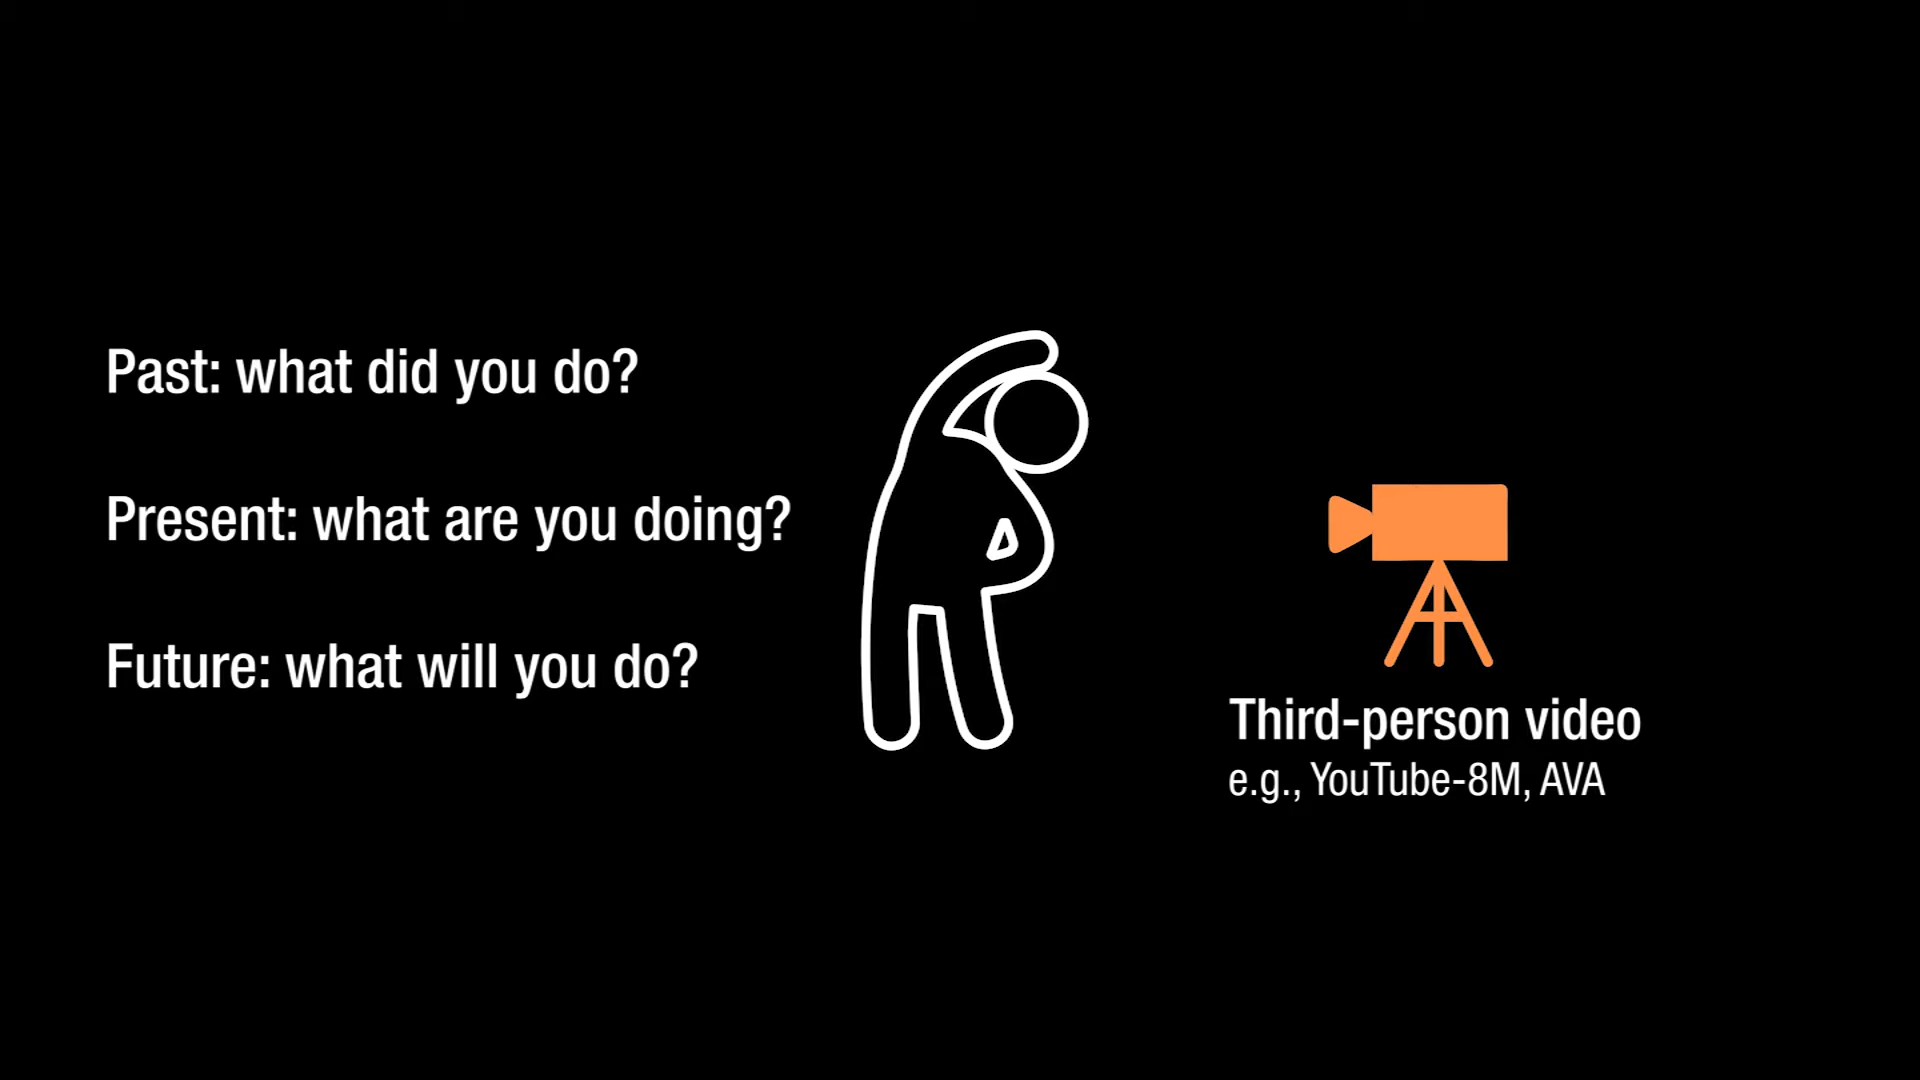 Past: what did you do?
Present: what are you doing?
Future: what will you do?
Third-person video
e.g., YouTube-8M, AVA